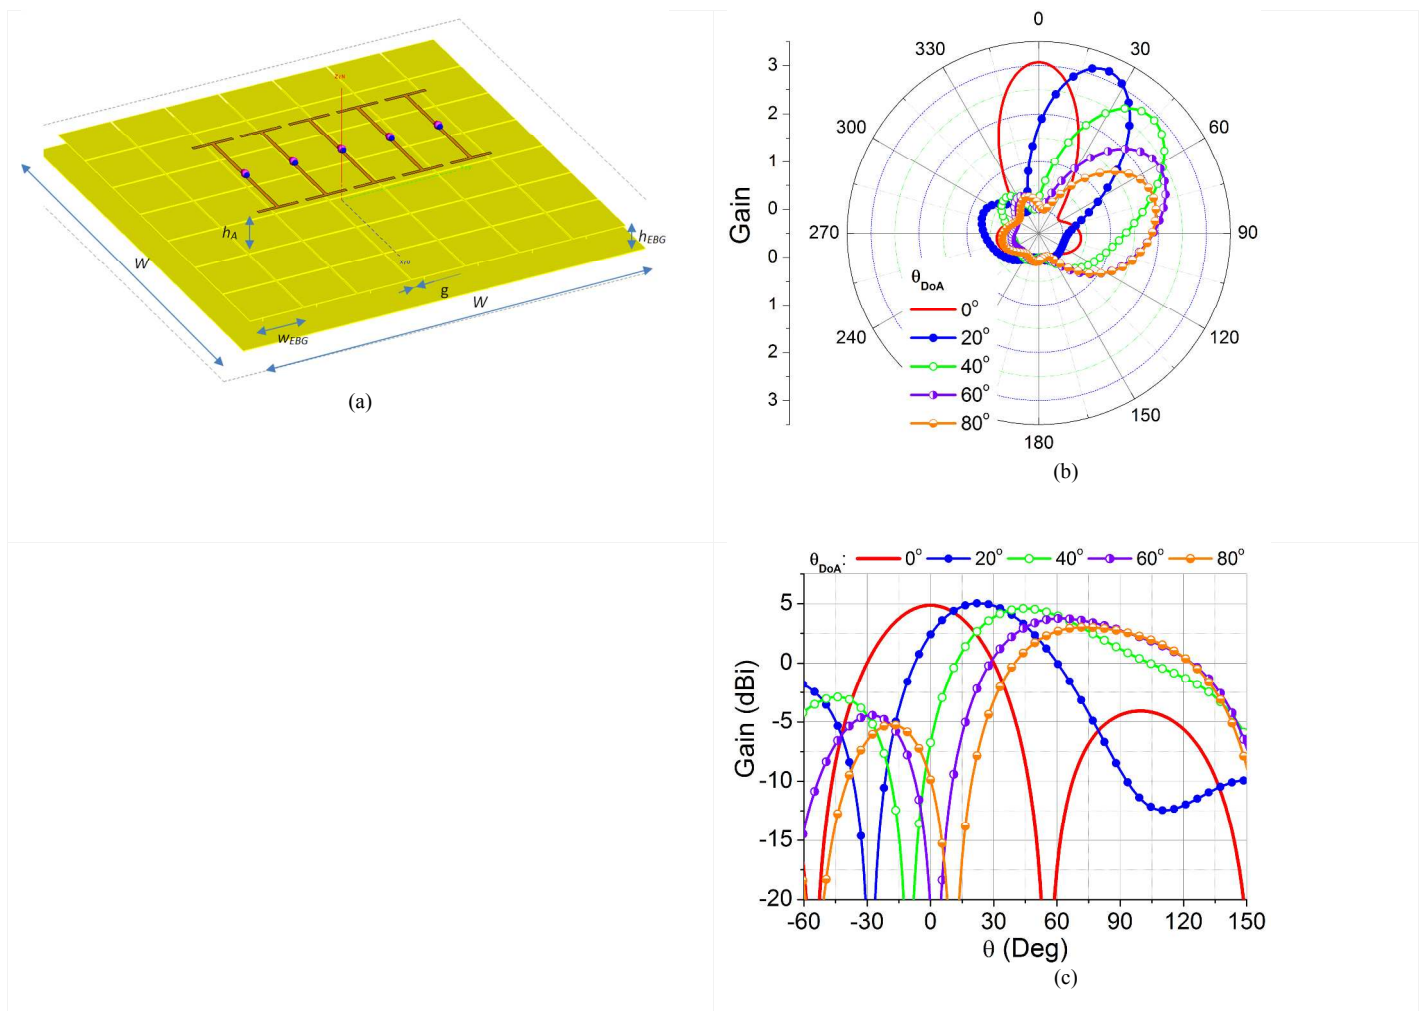 h_A
h_EBG
W
g
W
w_EBG
(a)
0
330
30
300
60
270
90
240
120
150
180
Gain
3
2
1
0
0
1
2
3
θ_DoA
0°
20°
40°
60°
80°
(b)
θ_DoA: 0° 20° 40° 60° 80°
Gain (dBi)
5
0
-5
-10
-15
-20
-60 -30 0 30 60 90 120 150
θ (Deg)
(c)